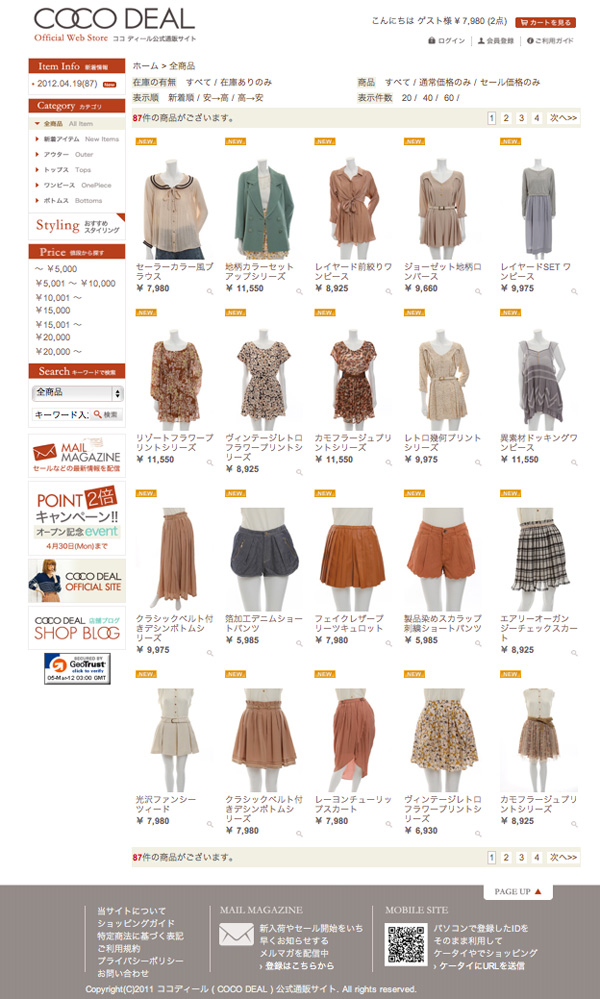 COCO DEAL
Official Web Store ココ ディール公式通販サイト
こんにちは ゲスト様 ¥ 7,980 (2点)
カートを見る
ログイン
会員登録
ご利用ガイド
Item Info 新着情報
2012.04.19(87) New
Category カテゴリ
全商品 All Item
新着アイテム New Items
アウター Outer
トップス Tops
ワンピース OnePiece
ボトムス Bottoms
Styling おすすめ
スタイリング
Price 価格から探す
～ ￥5,000
￥5,001 ～ ￥10,000
￥10,001 ～
￥15,000
￥15,001 ～
￥20,000
￥20,000 ～
Search キーワードで検索
全商品
キーワード入
検索
MAIL
MAGAZINE
セールなどの最新情報を配信
POINT 2倍
キャンペーン!!
オープン記念 event
4月30日(Mon)まで
COCO DEAL
OFFICIAL SITE
COCO DEAL 店舗ブログ
SHOP BLOG
SECURED BY
GeoTrust
click to verify
05-Mar-12 03:00 GMT
ホーム > 全商品
在庫の有無 すべて / 在庫ありのみ
商品 すべて / 通常価格のみ / セール価格のみ
表示順 新着順 / 安→高 / 高→安
表示件数 20 / 40 / 60 /
87件の商品がございます。
1 2 3 4 次へ>>
NEW NEW NEW NEW NEW
セーラーカラー風ブラウス
¥ 7,980
地柄カラーセットアップシリーズ
¥ 11,550
レイヤード前絞りワンピース
¥ 8,925
ジョーゼット地柄ロンパース
¥ 9,660
レイヤードSET ワンピース
¥ 9,975
NEW NEW NEW NEW NEW
リゾートフラワープリントシリーズ
¥ 11,550
ヴィンテージレトロフラワープリントシリーズ
¥ 8,925
カモフラージュプリントシリーズ
¥ 11,550
レトロ幾何プリントシリーズ
¥ 9,975
異素材ドッキングワンピース
¥ 11,550
NEW NEW NEW NEW NEW
クラシックベルト付きデシンボトムシリーズ
¥ 9,975
箔加工デニムショートパンツ
¥ 5,985
フェイクレザープリーツキュロット
¥ 7,980
製品染めスカラップ刺繍ショートパンツ
¥ 5,985
エアリーオーガンジーチェックスカート
¥ 8,925
NEW NEW NEW NEW NEW
光沢ファンシーツィード
¥ 7,980
クラシックベルト付きデシンボトムシリーズ
¥ 7,980
レーヨンチューリップスカート
¥ 7,980
ヴィンテージレトロフラワープリントシリーズ
¥ 6,930
カモフラージュプリントシリーズ
¥ 8,925
87件の商品がございます。
1 2 3 4 次へ>>
PAGE UP ▲
当サイトについて
ショッピングガイド
特定商法に基づく表記
ご利用規約
プライバシーポリシー
お問い合わせ
MAIL MAGAZINE
新入荷やセール開始をいち
早くお知らせする
メルマガを配信中
› 登録はこちらから
MOBILE SITE
パソコンで登録したIDを
そのまま利用して
ケータイやでショッピング
› ケータイにURLを送信
Copyright(C)2011 ココディール ( COCO DEAL ) 公式通販サイト. All rights reserved.